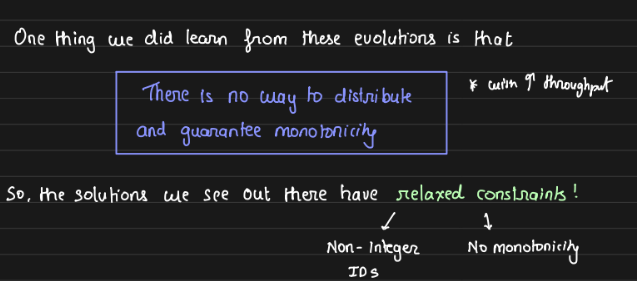 One thing we did learn from these evolutions is that
There is no way to distribute
and guarantee monotonicity
* with ↑ throughput
So, the solutions we see out there have relaxed constraints!
Non-Integer
IDs
No monotonicity